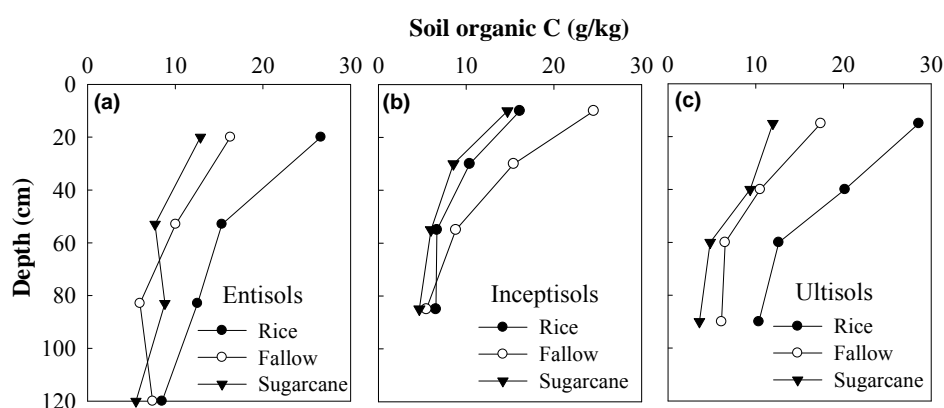 Soil organic C (g/kg)
0 10 20 30 0 10 20 30 0 10 20 30
0
20
40
60
80
100
120
Depth (cm)
(a)
Entisols
Rice
Fallow
Sugarcane
(b)
Inceptisols
Rice
Fallow
Sugarcane
(c)
Ultisols
Rice
Fallow
Sugarcane